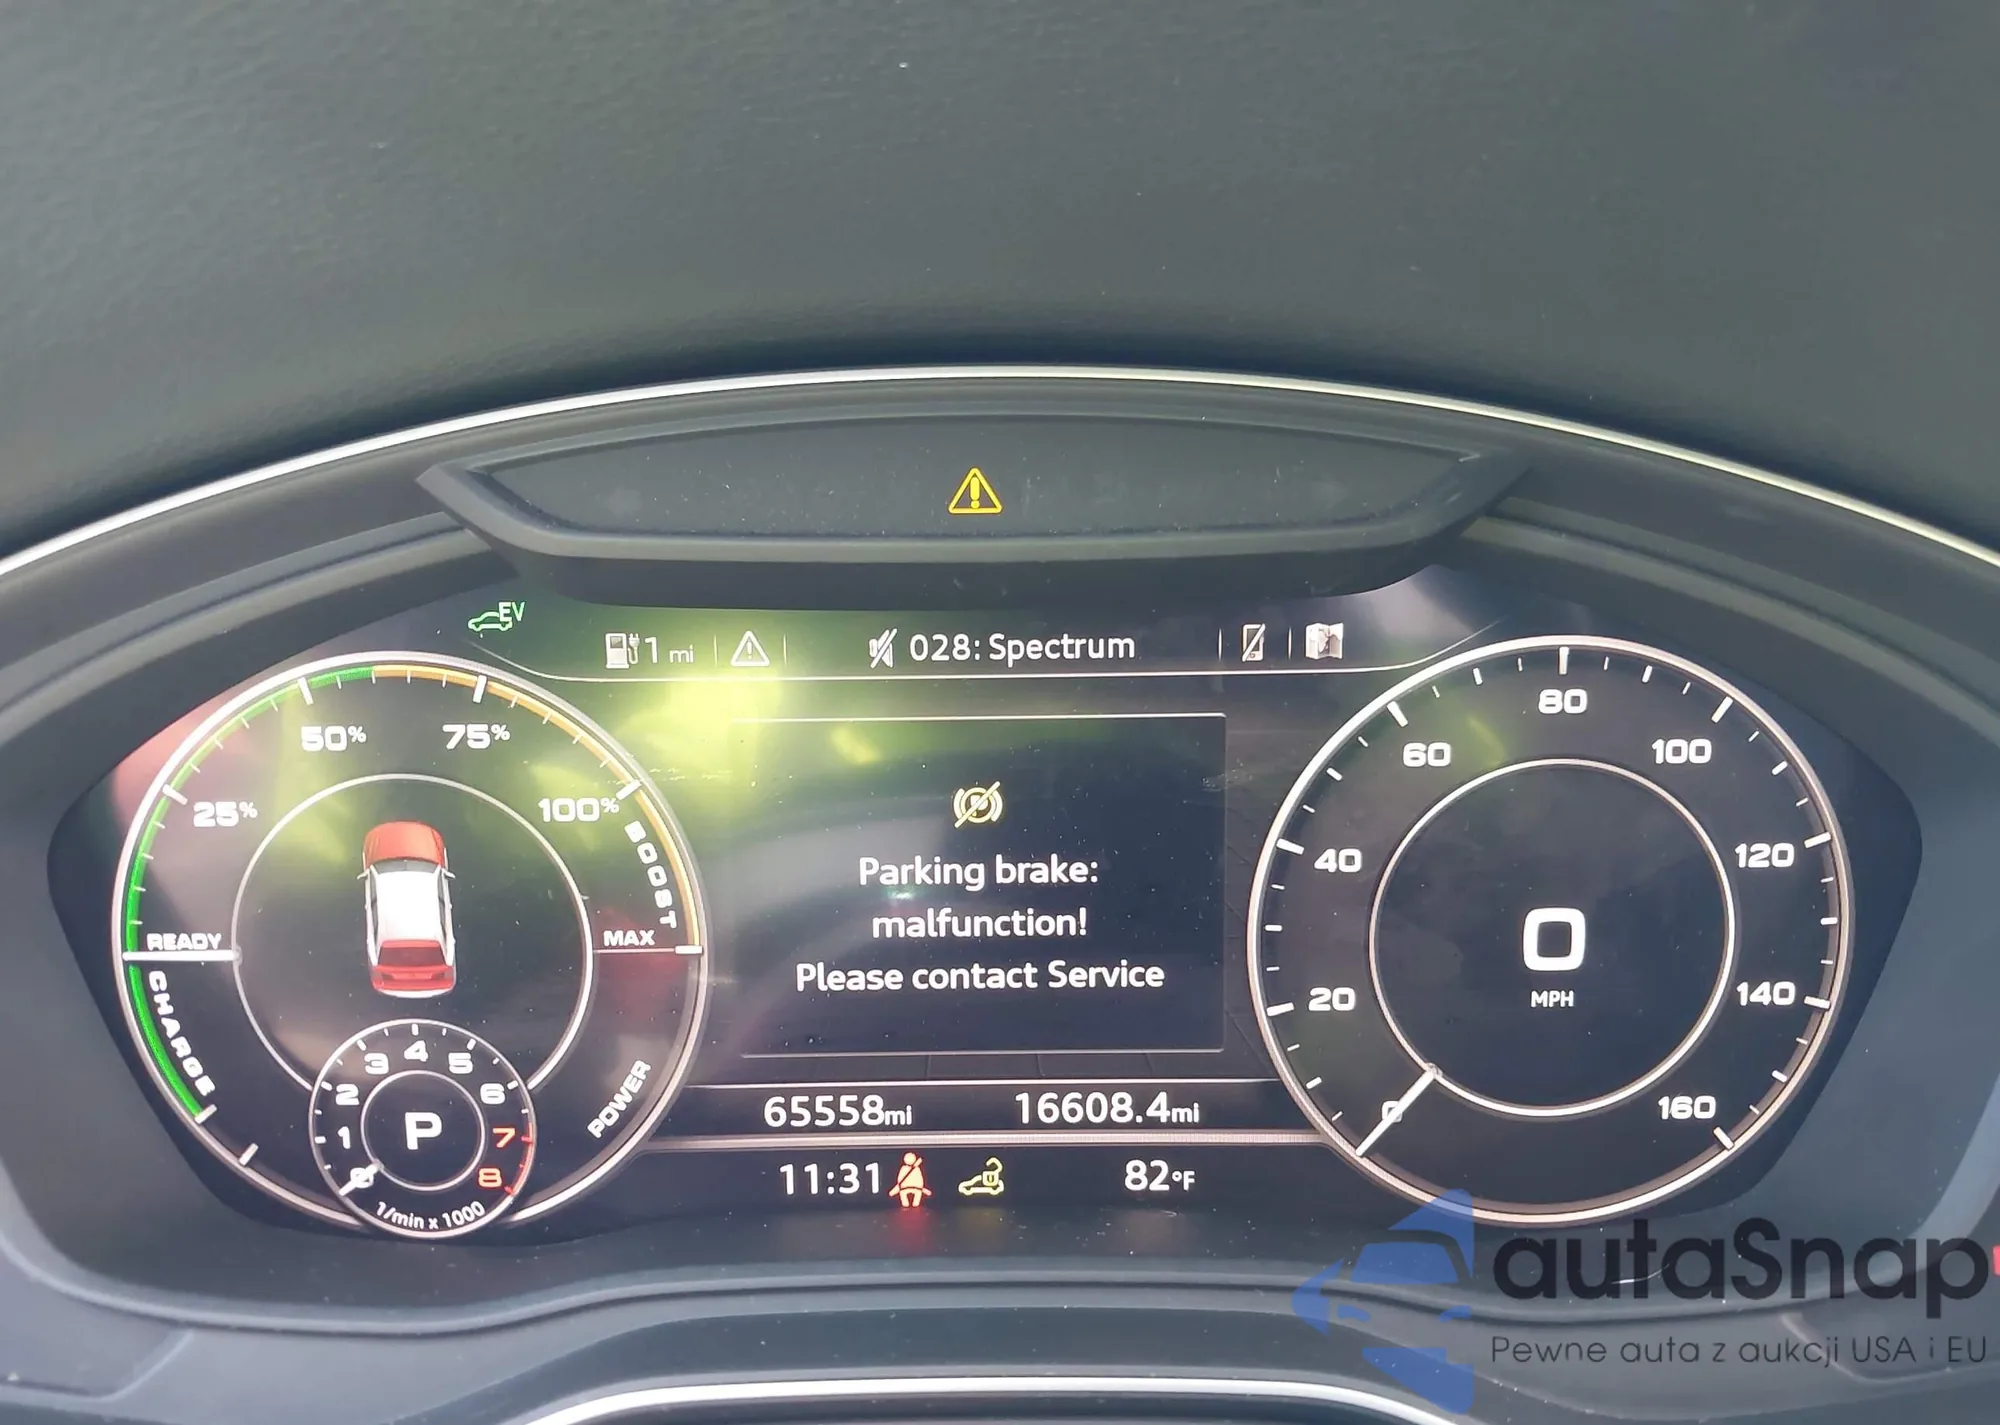 EV
1 mi
028: Spectrum
25%
50%
75%
100%
BOOST
MAX
READY
CHARGE
POWER
0
1
2
3
4
5
6
7
8
P
1/min x 1000
Parking brake:
malfunction!
Please contact Service
65558mi
16608.4mi
11:31
82°F
0
20
40
60
80
100
120
140
160
0
MPH
autaSnap
Pewne auta z aukcji USA i EU